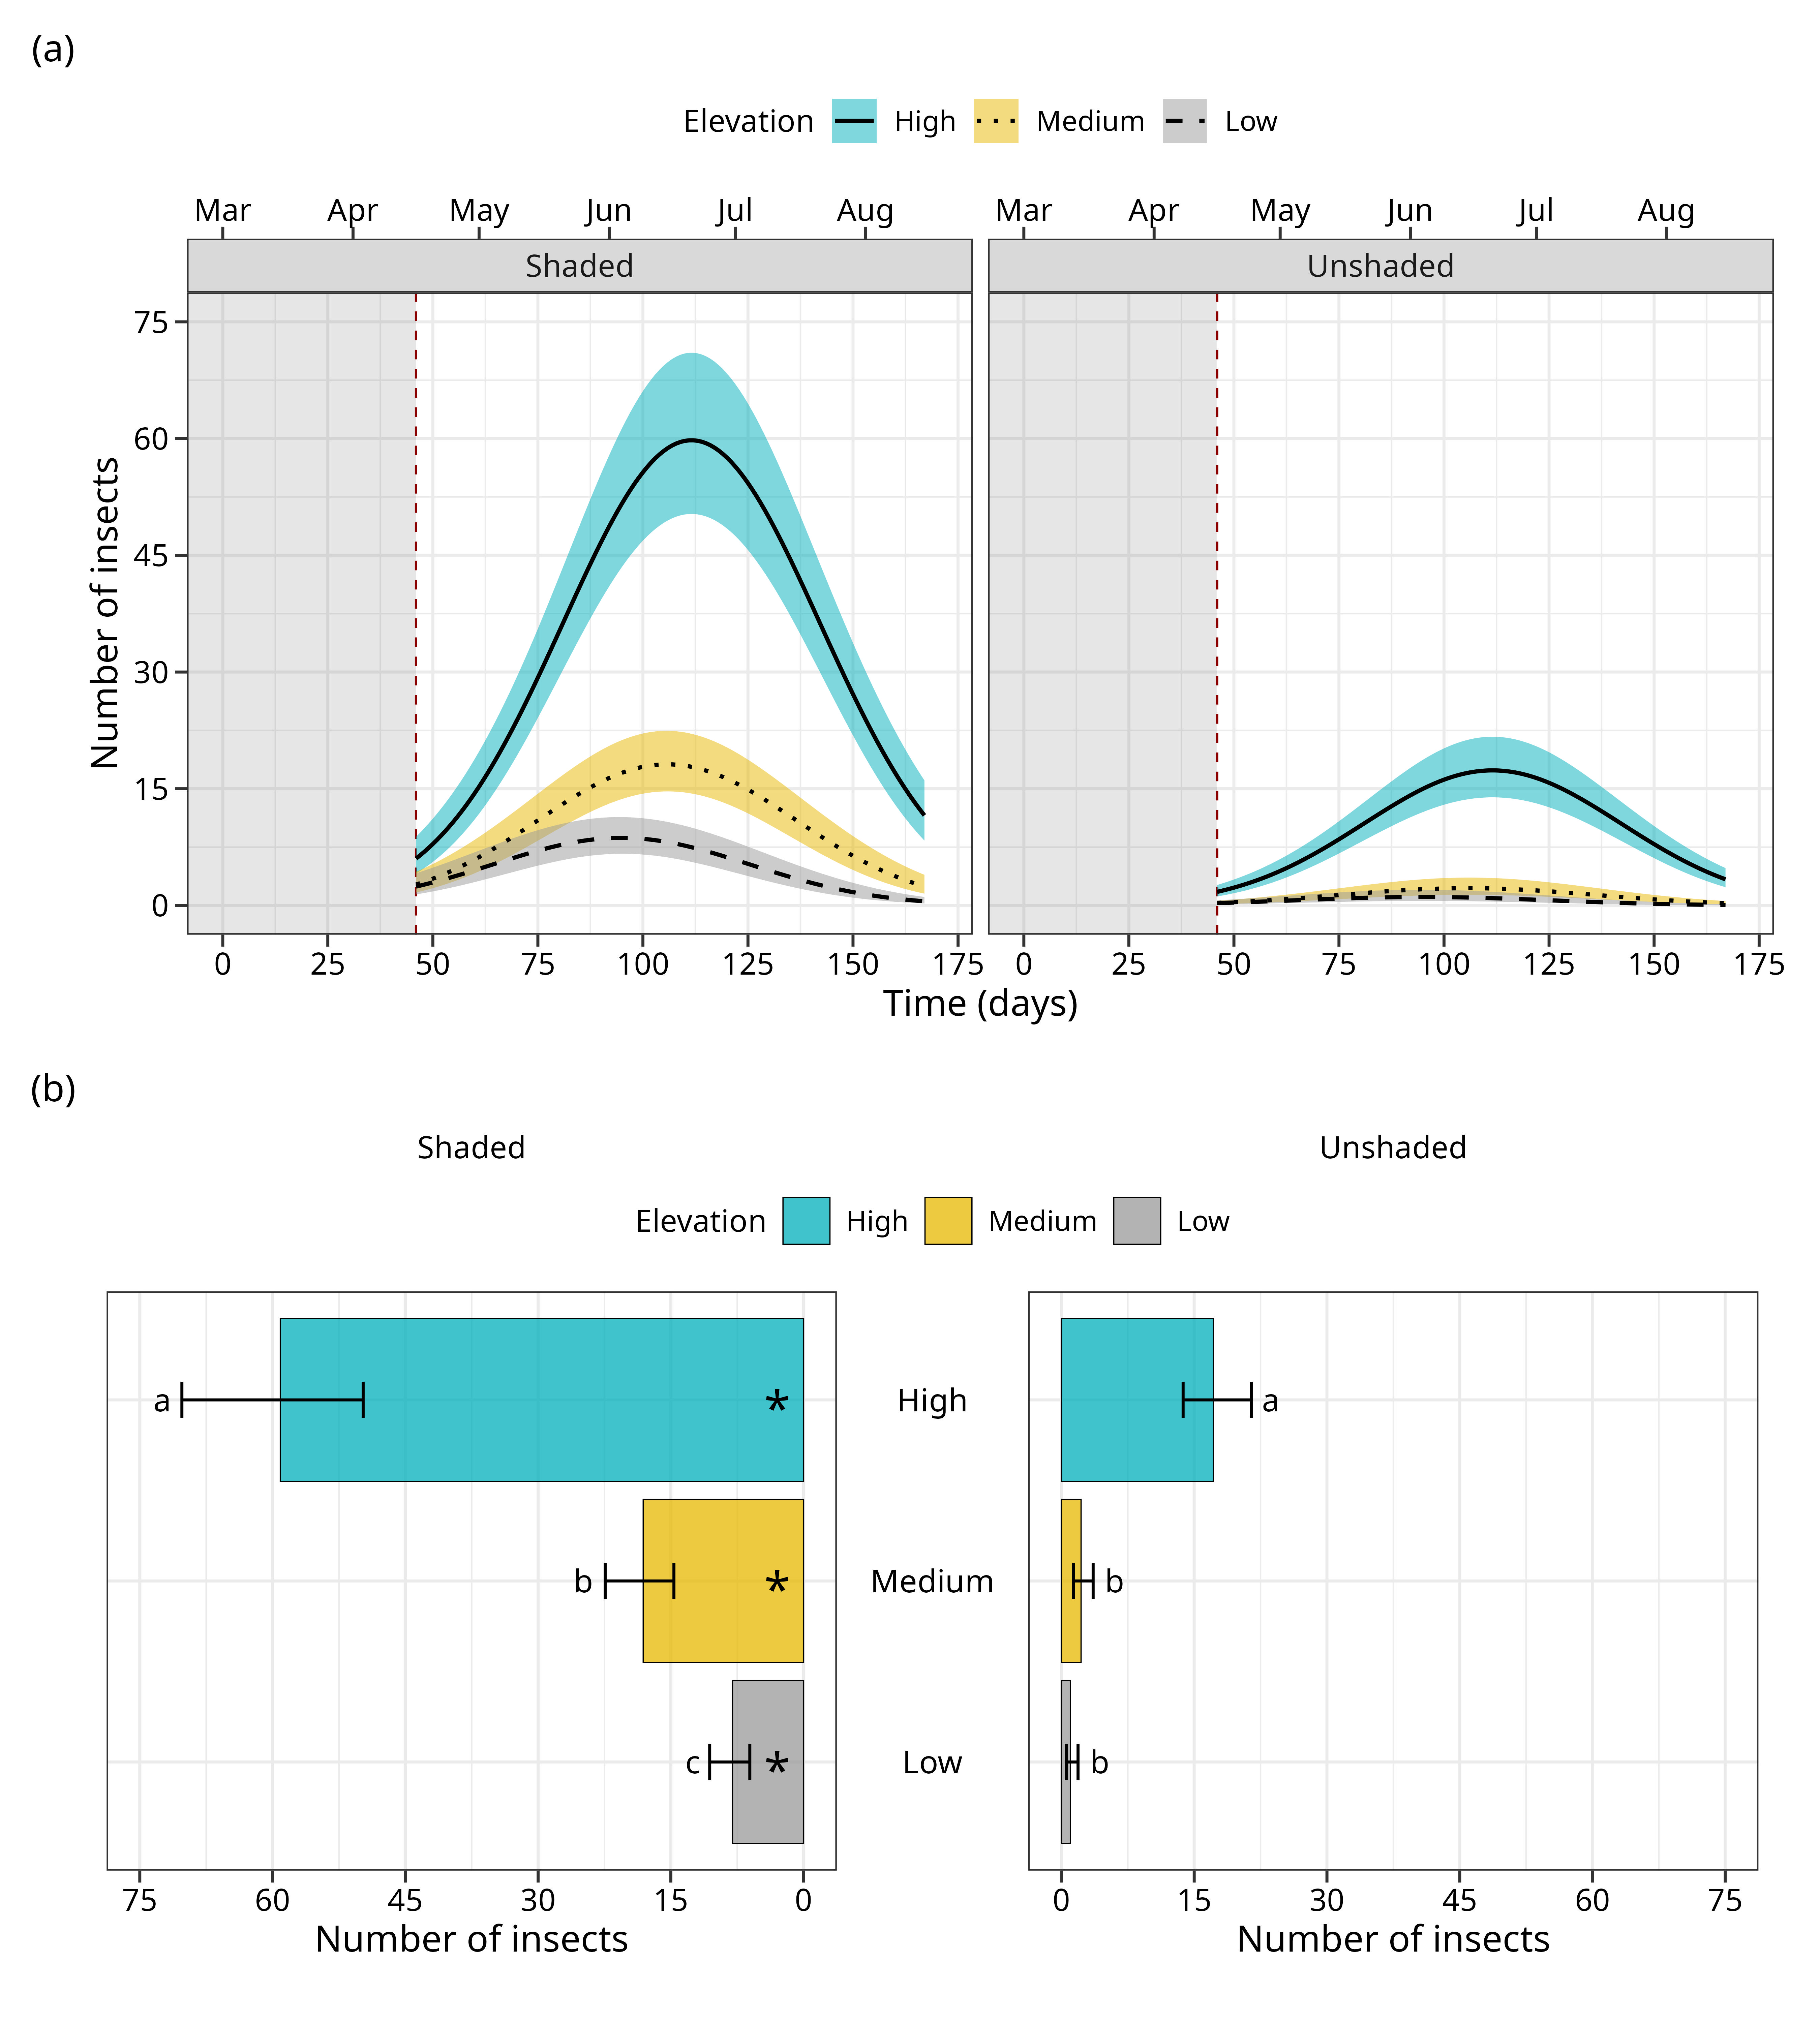 (a)
Elevation High Medium Low
Mar Apr May Jun Jul Aug Mar Apr May Jun Jul Aug
Shaded Unshaded
75
60
45
30
15
0
Number of insects
0 25 50 75 100 125 150 175 0 25 50 75 100 125 150 175
Time (days)
(b)
Shaded Unshaded
Elevation High Medium Low
a * High a
b * Medium b
c * Low b
75 60 45 30 15 0 0 15 30 45 60 75
Number of insects Number of insects